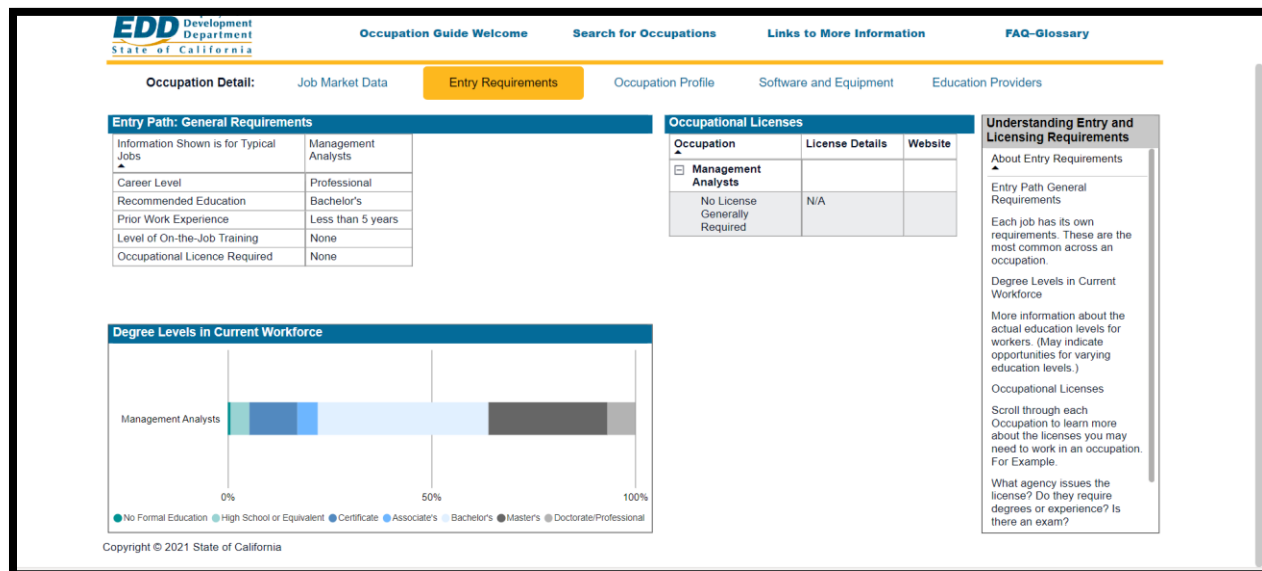 EDD Development
Department
State of California
Occupation Guide Welcome Search for Occupations Links to More Information FAQ–Glossary
Occupation Detail: Job Market Data Entry Requirements Occupation Profile Software and Equipment Education Providers
Entry Path: General Requirements
Information Shown is for Typical Jobs Management Analysts
Career Level Professional
Recommended Education Bachelor's
Prior Work Experience Less than 5 years
Level of On-the-Job Training None
Occupational Licence Required None
Occupational Licenses
Occupation License Details Website
Management
Analysts
No License N/A
Generally
Required
Degree Levels in Current Workforce
Management Analysts
0% 50% 100%
No Formal Education High School or Equivalent Certificate Associate's Bachelor's Master's Doctorate/Professional
Understanding Entry and
Licensing Requirements
About Entry Requirements
Entry Path General
Requirements
Each job has its own
requirements. These are the
most common across an
occupation.
Degree Levels in Current
Workforce
More information about the
actual education levels for
workers. (May indicate
opportunities for varying
education levels.)
Occupational Licenses
Scroll through each
Occupation to learn more
about the licenses you may
need to work in an occupation.
For Example.
What agency issues the
license? Do they require
degrees or experience? Is
there an exam?
Copyright © 2021 State of California